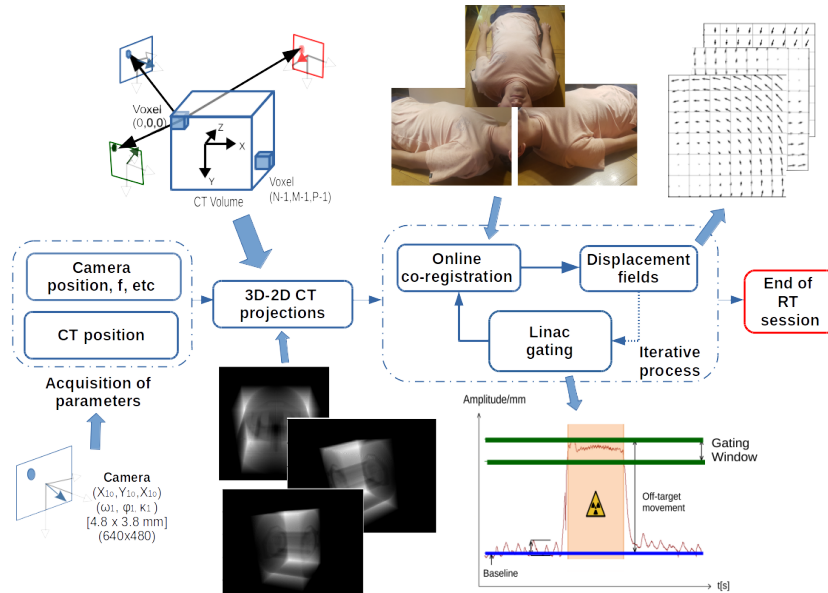 Voxel
(0,0,0)
Z
X
Y
CT Volume
Voxel
(N-1,M-1,P-1)
Camera
position, f, etc
CT position
Acquisition of
parameters
3D-2D CT
projections
Online
co-registration
Displacement
fields
Linac
gating
Iterative
process
End of
RT
session
Camera
(X₁₀,Y₁₀,X₁₀)
(ω₁, φ₁, κ₁ )
[4.8 x 3.8 mm]
(640x480)
Amplitude/mm
Gating
Window
Off-target
movement
Baseline
t[s]